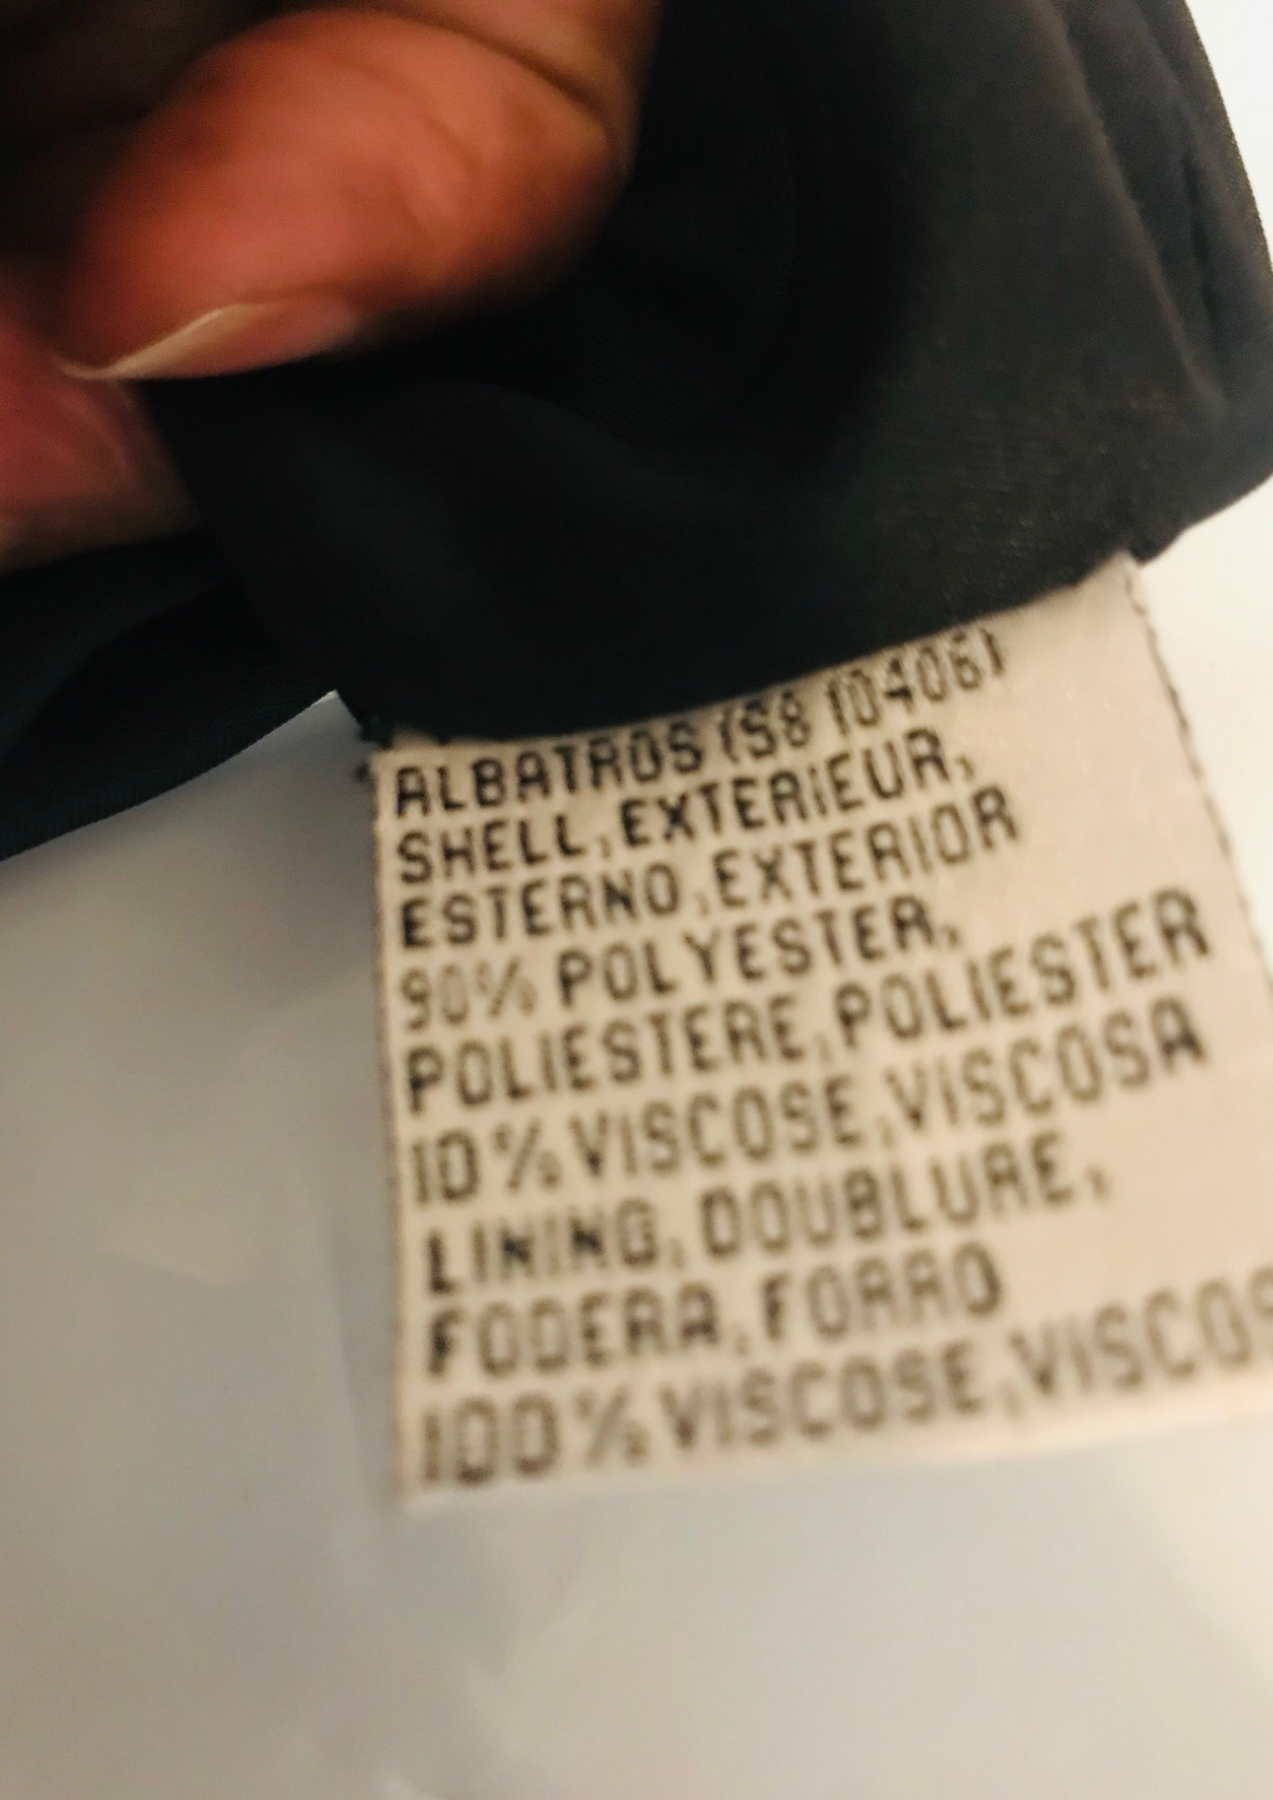 ALBATROS (S8 10406)
SHELL, EXTERIEUR,
ESTERNO, EXTERIOR
90% POLYESTER,
POLIESTERE, POLIESTER
10% VISCOSE, VISCOSA
LINING, DOUBLURE,
FODERA, FORRO
100% VISCOSE, VISCOS